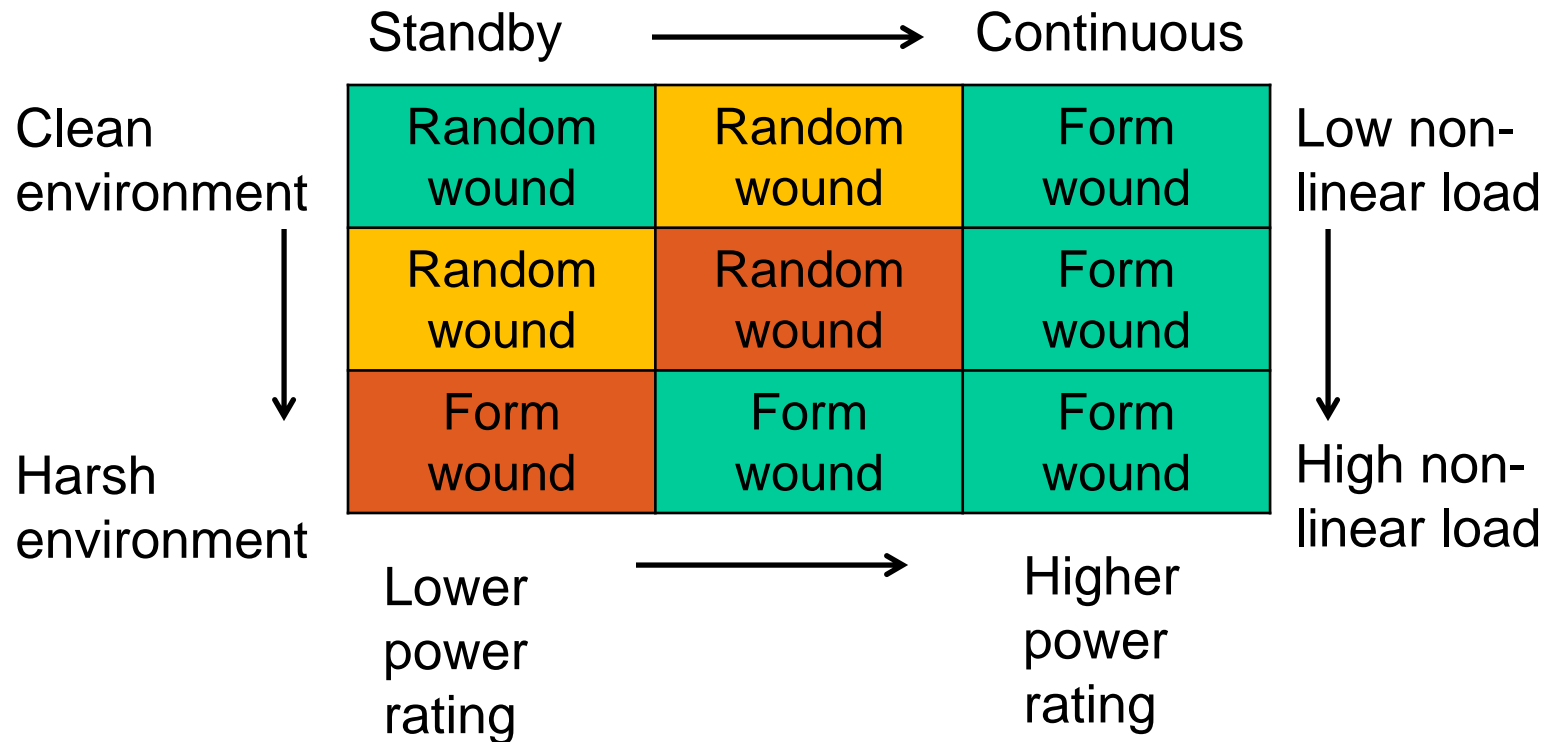 Standby
Continuous
Clean
environment
Random
wound
Random
wound
Form
wound
Low non-
linear load
Random
wound
Random
wound
Form
wound
Form
wound
Form
wound
Form
wound
Harsh
environment
High non-
linear load
Lower
power
rating
Higher
power
rating